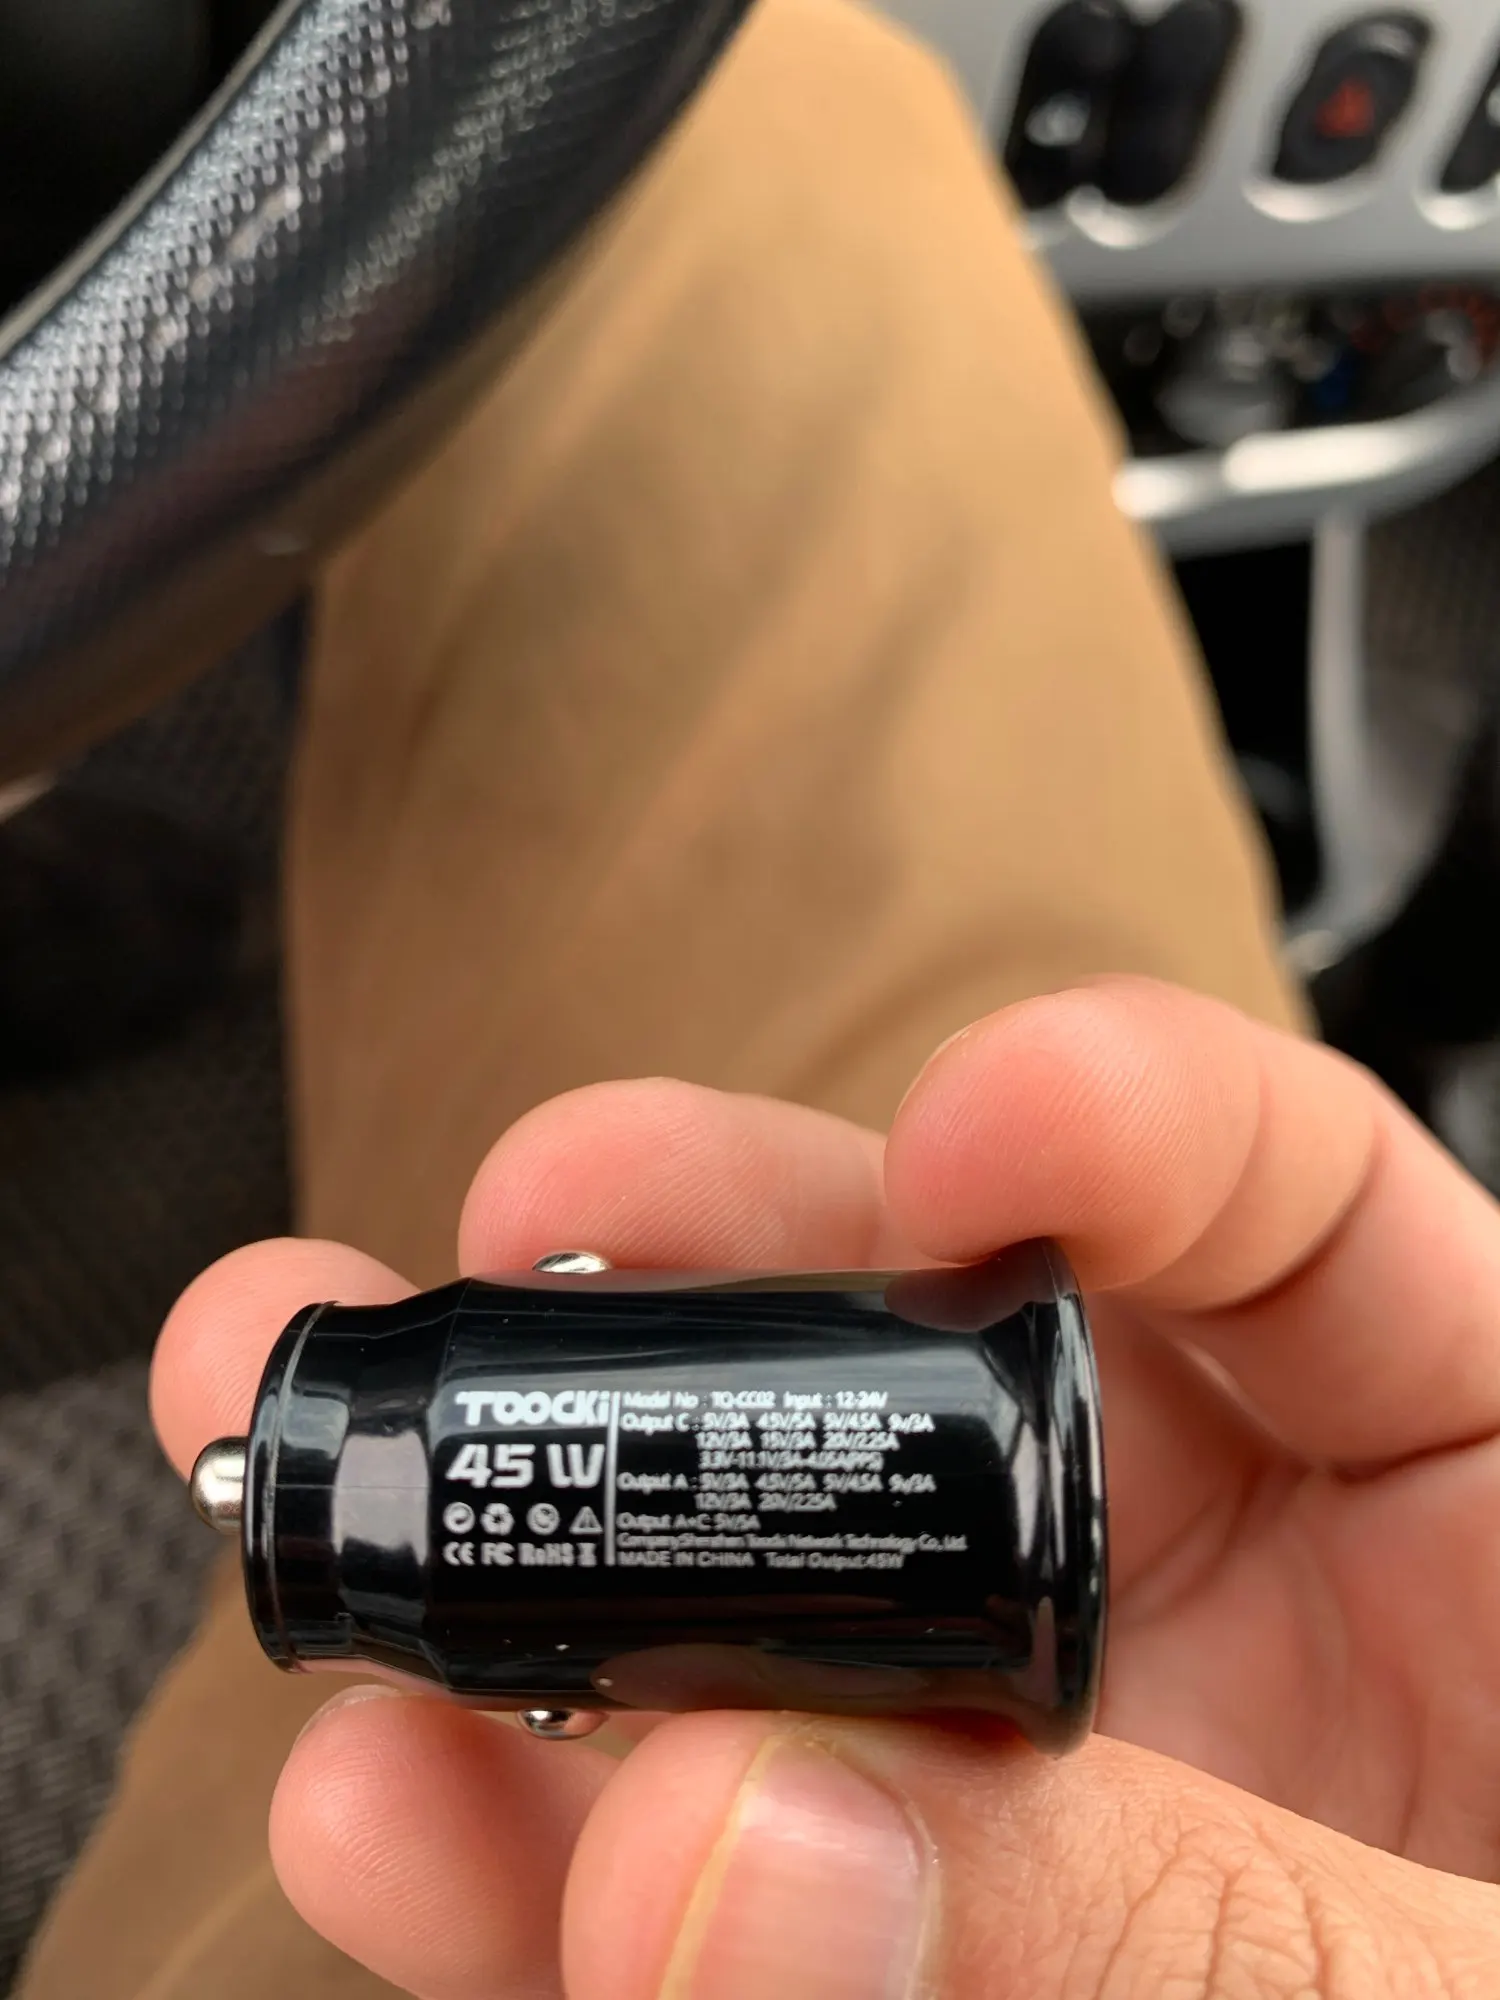 TOOCKi
45W
CE FC RoHS
Model No : TQ-CC02 Input : 12-24V
Output C : 5V/3A 4.5V/5A 5V/4.5A 9V/3A
12V/3A 15V/3A 20V/2.25A
3.3V-11.1V/3A-4.05A(PPS)
Output A : 5V/3A 4.5V/5A 5V/4.5A 9V/3A
12V/3A 20V/2.25A
Output A+C 5V/5A
Company:Shenzhen Toocki Network Technology Co., Ltd.
MADE IN CHINA Total Output:45W